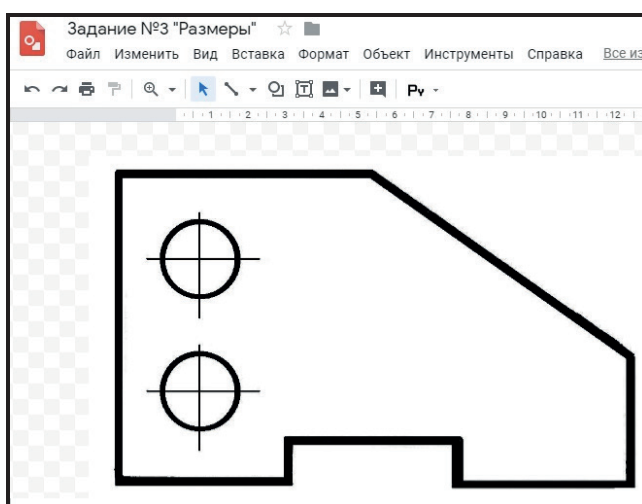 Задание №3 "Размеры"
Файл Изменить Вид Вставка Формат Объект Инструменты Справка Все из
Pу
1 2 3 4 5 6 7 8 9 10 11 12